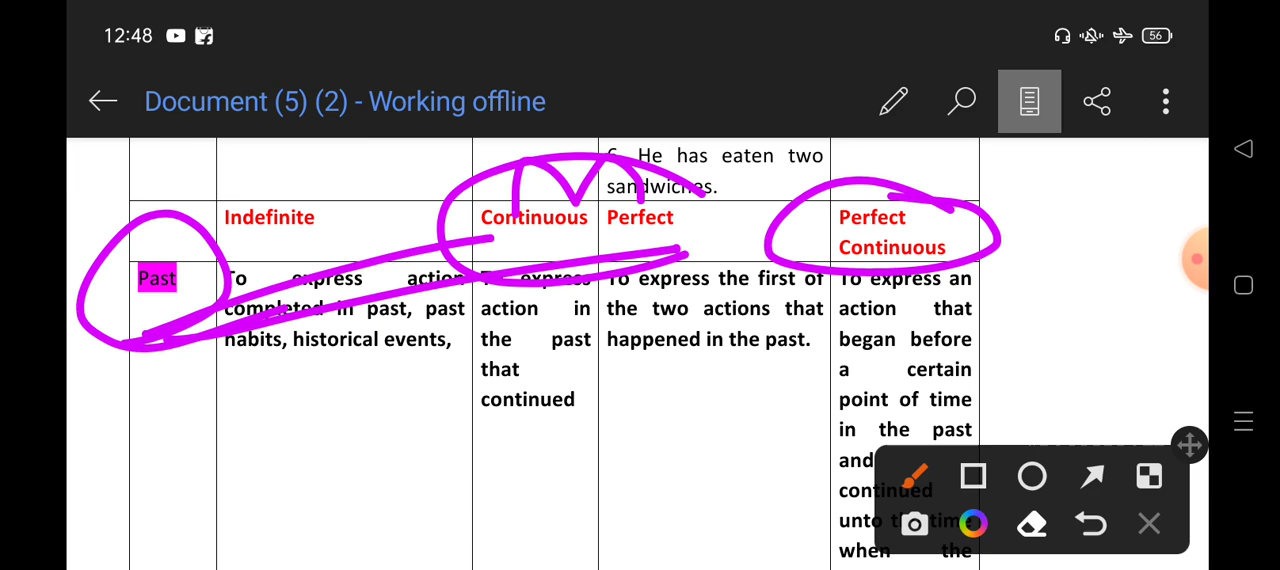 12:48
56
Document (5) (2) - Working offline
6. He has eaten two
sandwiches.
Indefinite
Continuous
Perfect
Perfect
Continuous
Past
To express action
completed in past, past
habits, historical events,
To express
action in
the past
that
continued
To express the first of
the two actions that
happened in the past.
To express an
action that
began before
a certain
point of time
in the past
and
continued
unto the time
when the